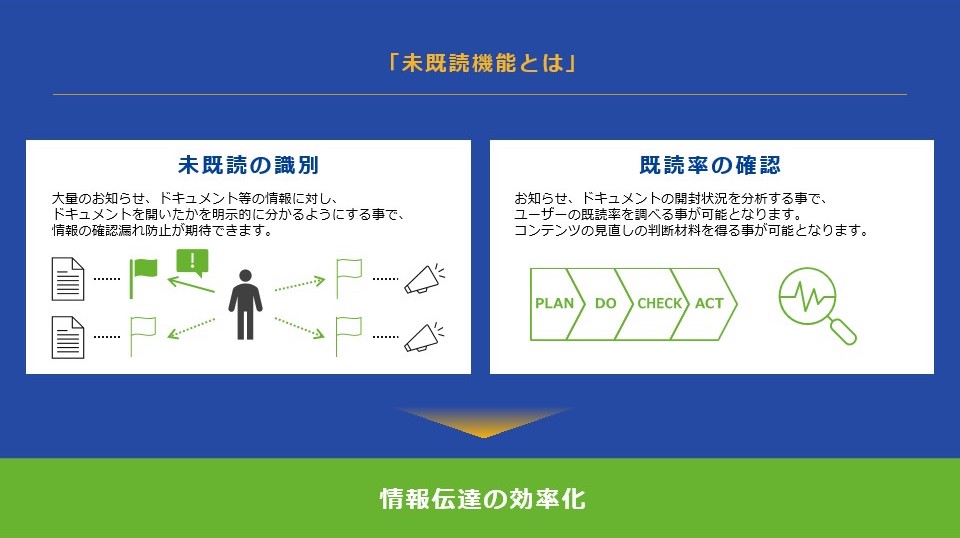 「未既読機能とは」
未既読の識別
大量のお知らせ、ドキュメント等の情報に対し、
ドキュメントを開いたかを明示的に分かるようにする事で、
情報の確認漏れ防止が期待できます。
!
既読率の確認
お知らせ、ドキュメントの開封状況を分析する事で、
ユーザーの既読率を調べる事が可能となります。
コンテンツの見直しの判断材料を得る事が可能となります。
PLAN DO CHECK ACT
情報伝達の効率化